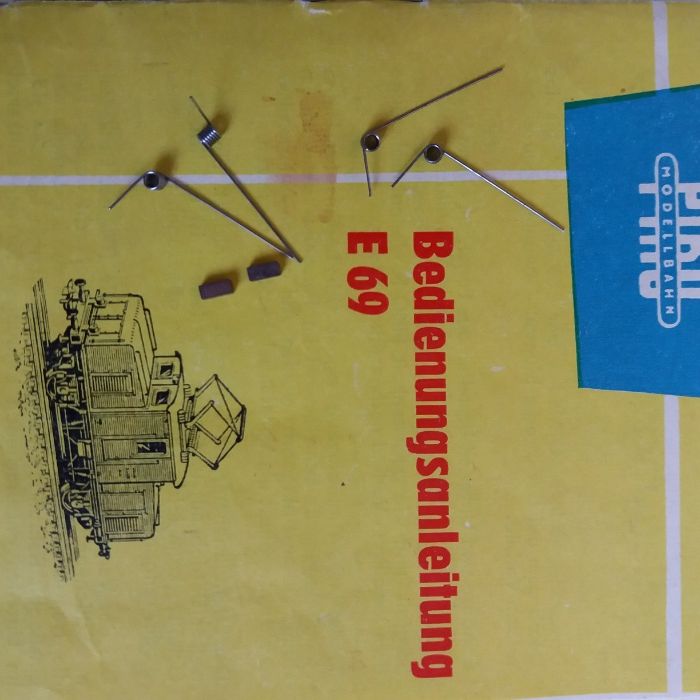 PIKO
MODELLBAHN
Bedienungsanleitung
E 69